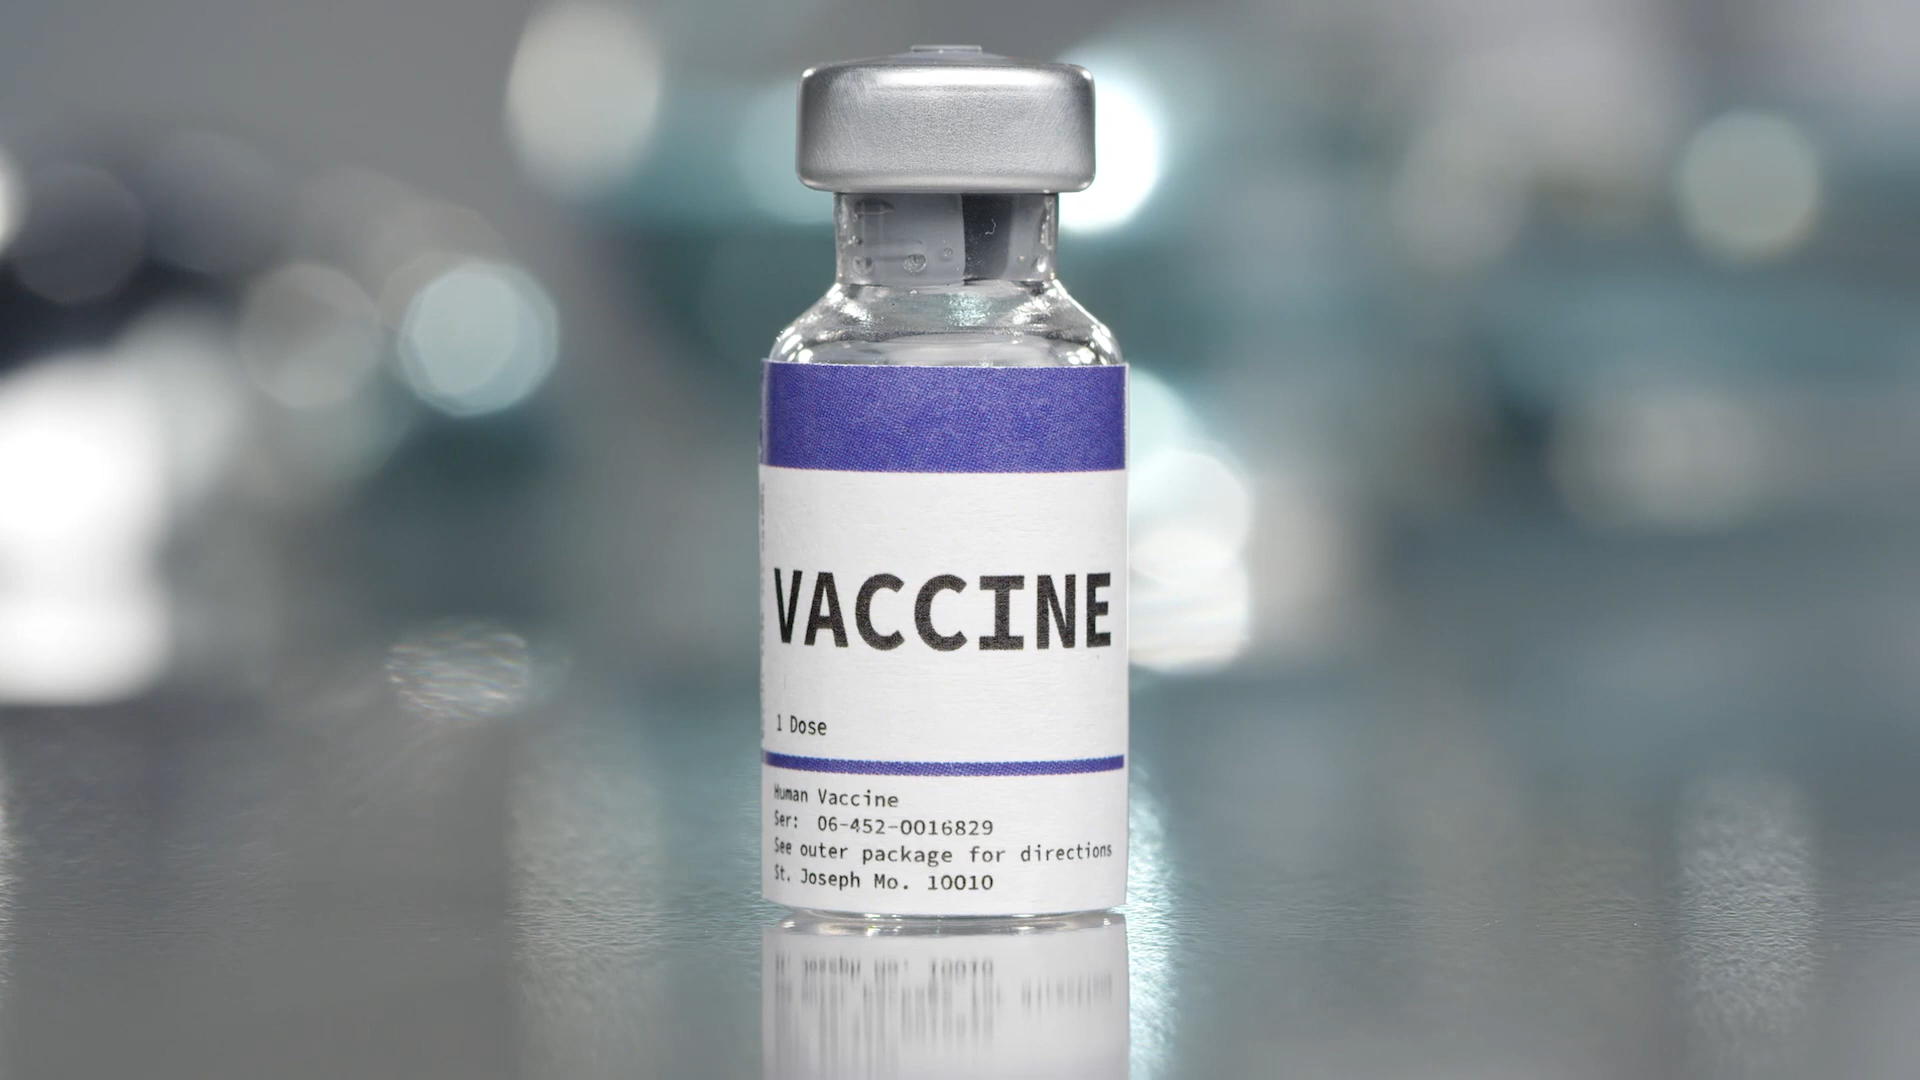 VACCINE
1 Dose
Human Vaccine
Ser: 06-452-0016829
See outer package for directions
St. Joseph Mo. 10010